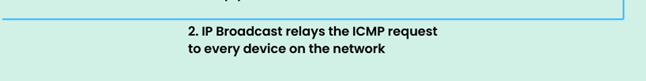 2. IP Broadcast relays the ICMP request
to every device on the network